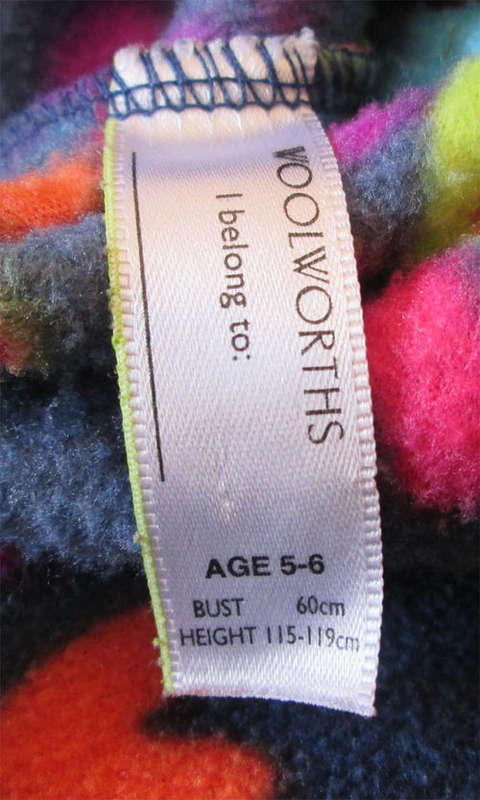 WOOLWORTHS
I belong to:
AGE 5-6
BUST 60cm
HEIGHT 115-119cm